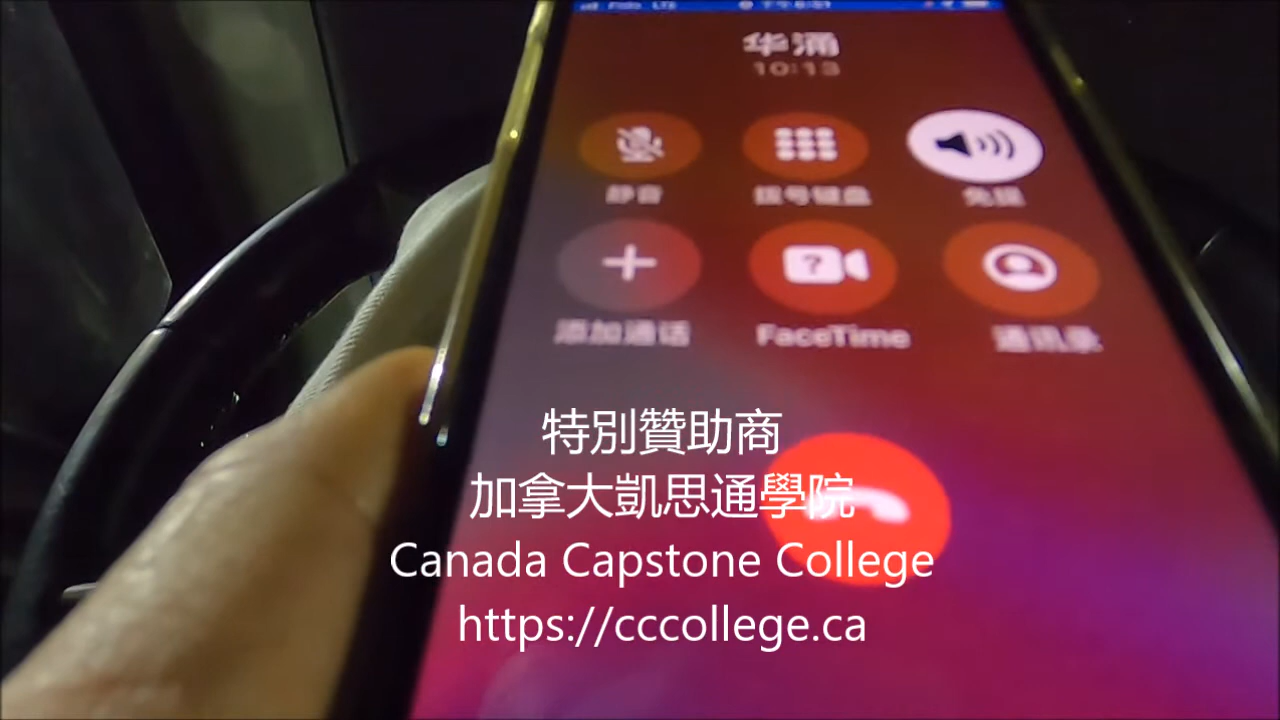 华涌
10:13
静音
拨号键盘
免提
添加通话
FaceTime
通讯录
特別贊助商
加拿大凱思通學院
Canada Capstone College
https://cccollege.ca